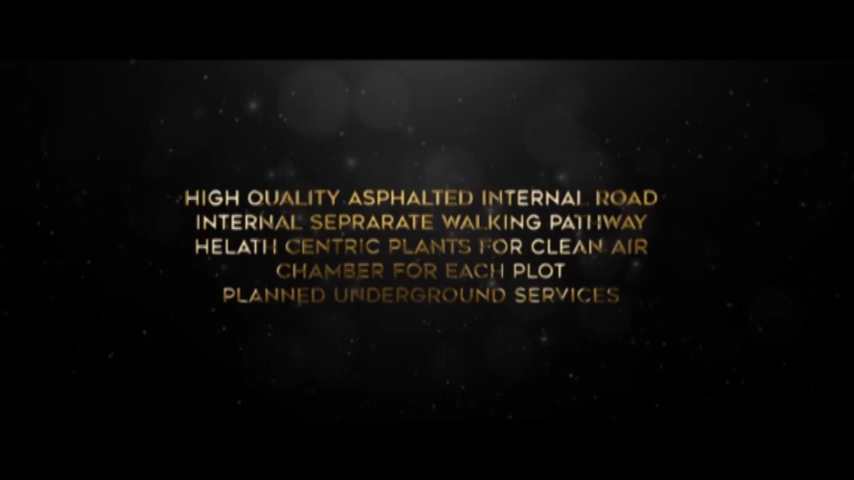 HIGH QUALITY ASPHALTED INTERNAL ROAD
INTERNAL SEPRARATE WALKING PATHWAY
HELATH CENTRIC PLANTS FOR CLEAN AIR
CHAMBER FOR EACH PLOT
PLANNED UNDERGROUND SERVICES